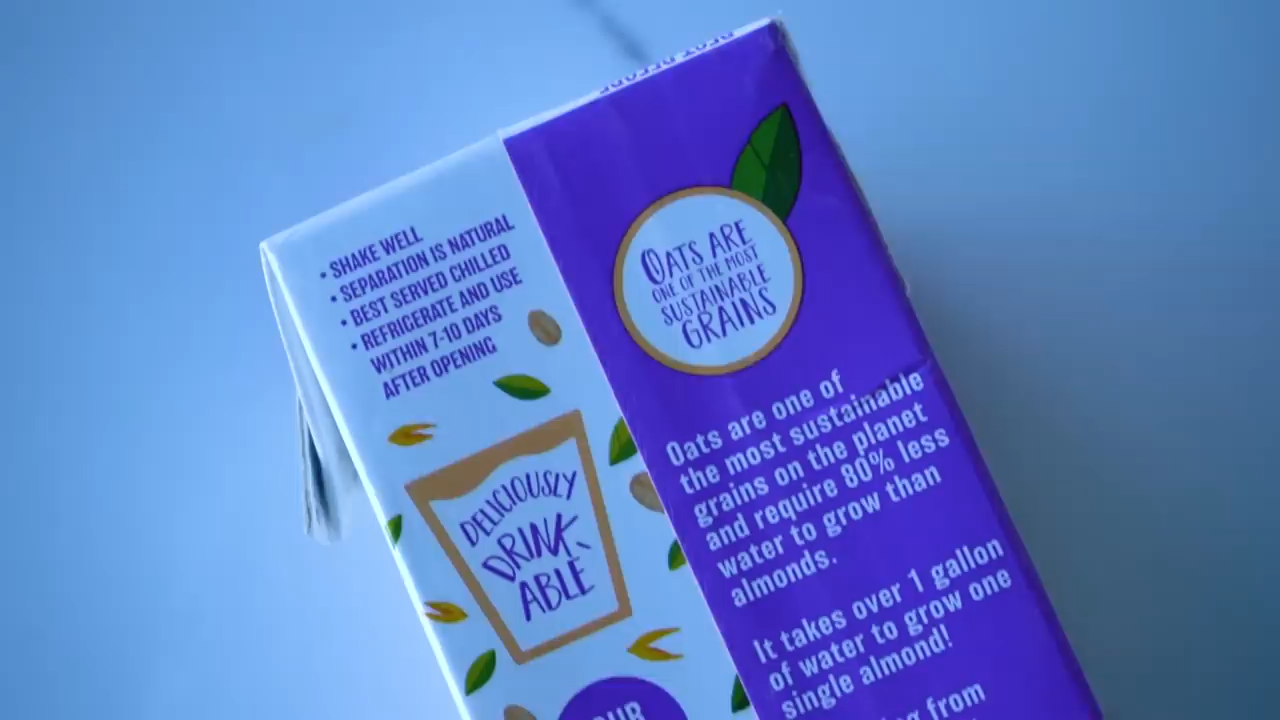 • SHAKE WELL
• SEPARATION IS NATURAL
• BEST SERVED CHILLED
• REFRIGERATE AND USE
WITHIN 7-10 DAYS
AFTER OPENING
DELICIOUSLY
DRINK-
ABLE
OUR
OATS ARE
ONE OF THE MOST
SUSTAINABLE
GRAINS
Oats are one of
the most sustainable
grains on the planet
and require 80% less
water to grow than
almonds.
It takes over 1 gallon
of water to grow one
single almond!
from